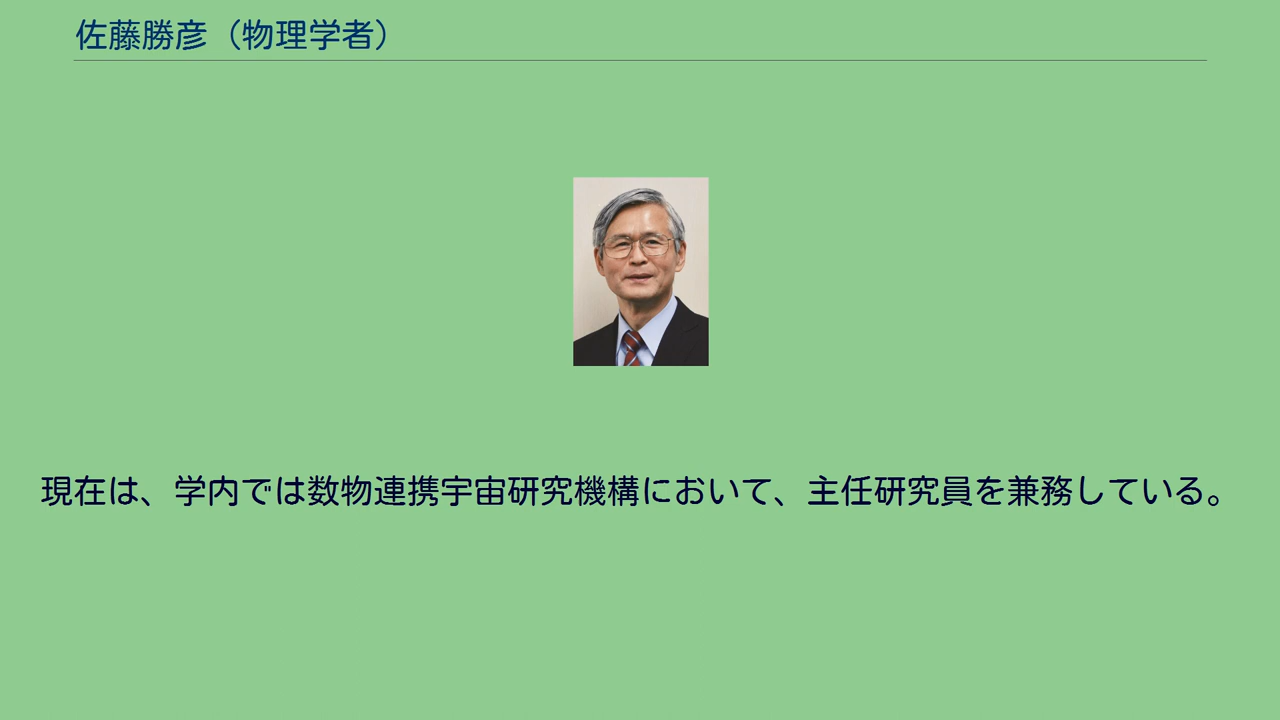 佐藤勝彦（物理学者）
現在は、学内では数物連携宇宙研究機構において、主任研究員を兼務している。